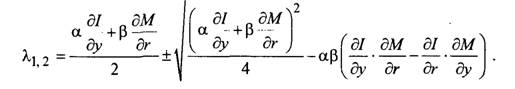 λ₁,₂ = (α ∂I/∂y + β ∂M/∂r)/2 ± √((α ∂I/∂y + β ∂M/∂r)²/4 − αβ(∂I/∂y · ∂M/∂r − ∂I/∂r · ∂M/∂y)) .